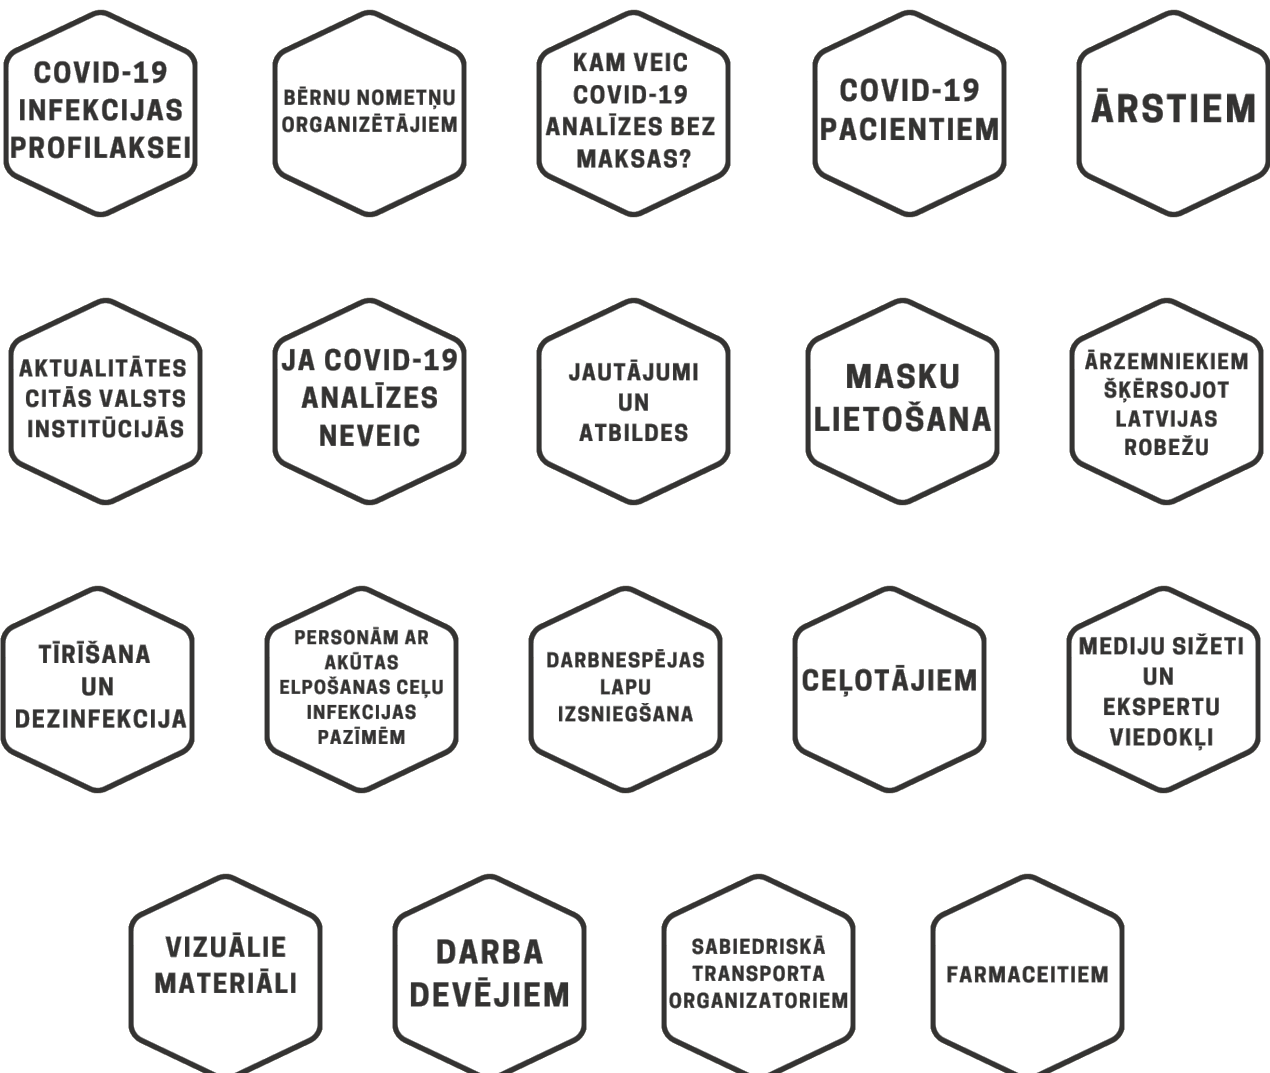 COVID-19
INFEKCIJAS
PROFILAKSEI
BĒRNU NOMETŅU
ORGANIZĒTĀJIEM
KAM VEIC
COVID-19
ANALĪZES BEZ
MAKSAS?
COVID-19
PACIENTIEM
ĀRSTIEM
AKTUALITĀTES
CITĀS VALSTS
INSTITŪCIJĀS
JA COVID-19
ANALĪZES
NEVEIC
JAUTĀJUMI
UN
ATBILDES
MASKU
LIETOŠANA
ĀRZEMNIEKIEM
ŠĶĒRSOJOT
LATVIJAS
ROBEŽU
TĪRĪŠANA
UN
DEZINFEKCIJA
PERSONĀM AR
AKŪTAS
ELPOŠANAS CEĻU
INFEKCIJAS
PAZĪMĒM
DARBNESPĒJAS
LAPU
IZSNIEGŠANA
CEĻOTĀJIEM
MEDIJU SIŽETI
UN
EKSPERTU
VIEDOKĻI
VIZUĀLIE
MATERIĀLI
DARBA
DEVĒJIEM
SABIEDRISKĀ
TRANSPORTA
ORGANIZATORIEM
FARMACEITIEM